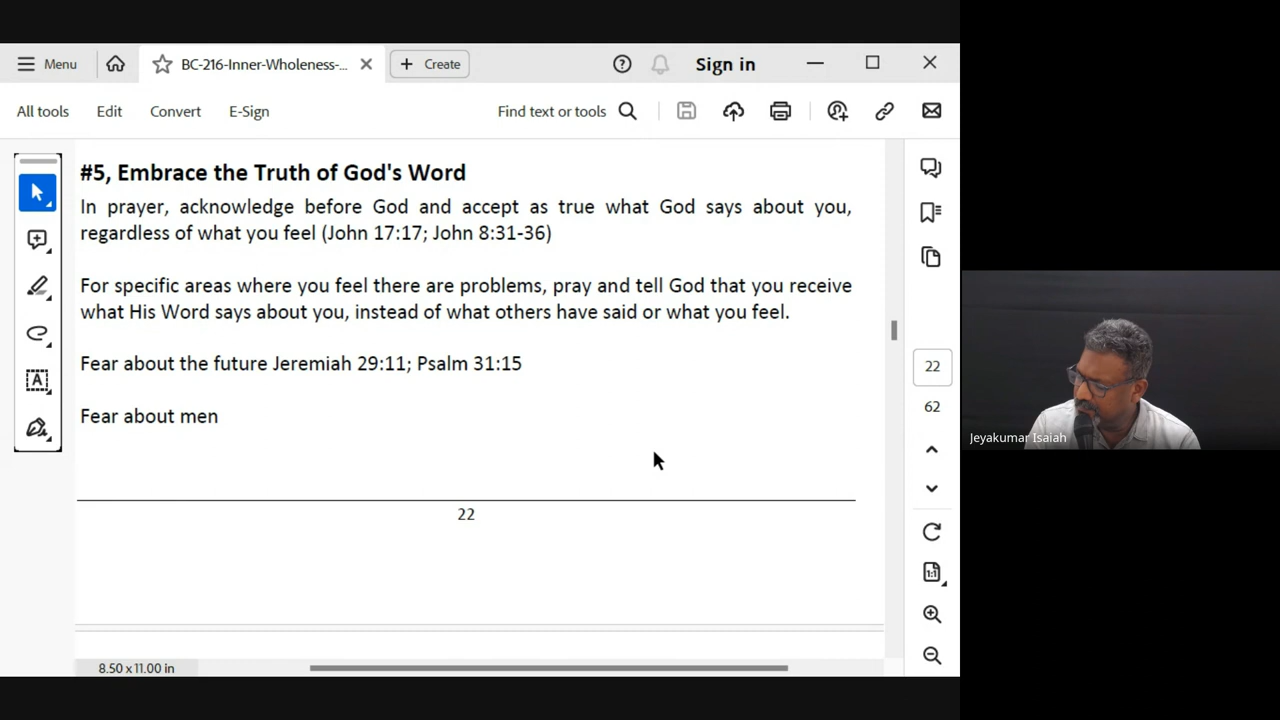 Menu
BC-216-Inner-Wholeness-...
Create
Sign in
All tools
Edit
Convert
E-Sign
Find text or tools
#5, Embrace the Truth of God's Word
In prayer, acknowledge before God and accept as true what God says about you,
regardless of what you feel (John 17:17; John 8:31-36)
For specific areas where you feel there are problems, pray and tell God that you receive
what His Word says about you, instead of what others have said or what you feel.
Fear about the future Jeremiah 29:11; Psalm 31:15
Fear about men
22
22
62
1:1
8.50 x 11.00 in
Jeyakumar Isaiah